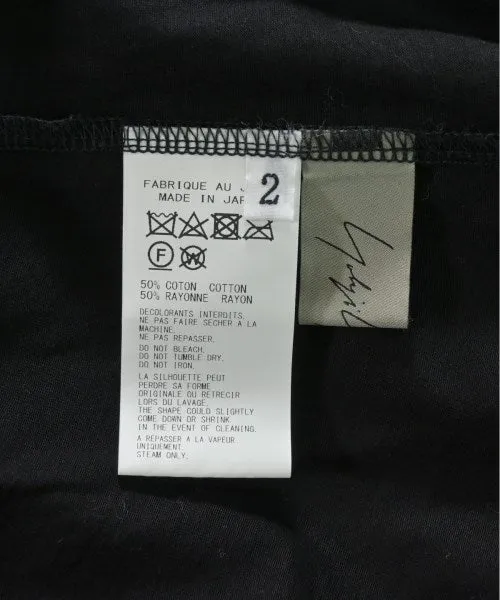 FABRIQUE AU
2
MADE IN
F
W
50% COTON COTTON
50% RAYONNE RAYON
DECOLORANTS INTERDITS.
NE PAS FAIRE SECHER A LA
MACHINE.
NE PAS REPASSER.
DO NOT BLEACH.
DO NOT TUMBLE DRY.
DO NOT IRON.
LA SILHOUETTE PEUT
PERDRE SA FORME
ORIGINALE OU RETRECIR
LORS DU LAVAGE.
THE SHAPE COULD SLIGHTLY
COME DOWN OR SHRINK
IN THE EVENT OF CLEANING.
A REPASSER A LA VAPEUR
UNIQUEMENT.
STEAM ONLY.